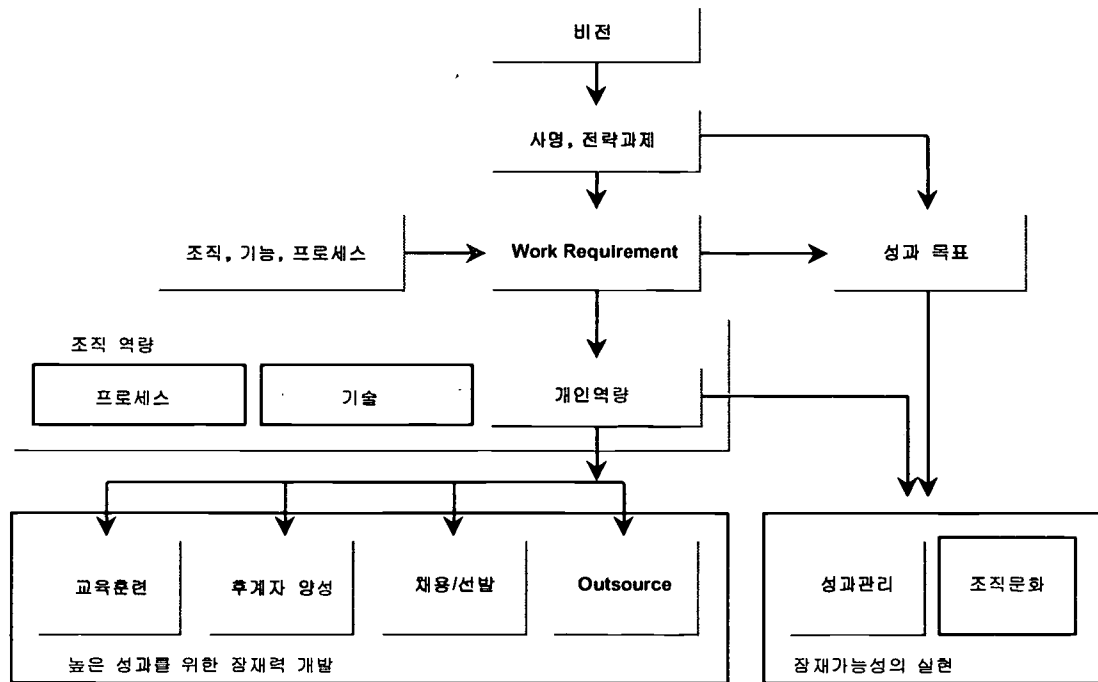 비전
사명, 전략과제
조직, 기능, 프로세스
Work Requirement
성과 목표
조직 역량
프로세스
기술
개인역량
교육훈련
후계자 양성
채용/선발
Outsource
성과관리
조직문화
높은 성과를 위한 잠재력 개발
잠재가능성의 실현